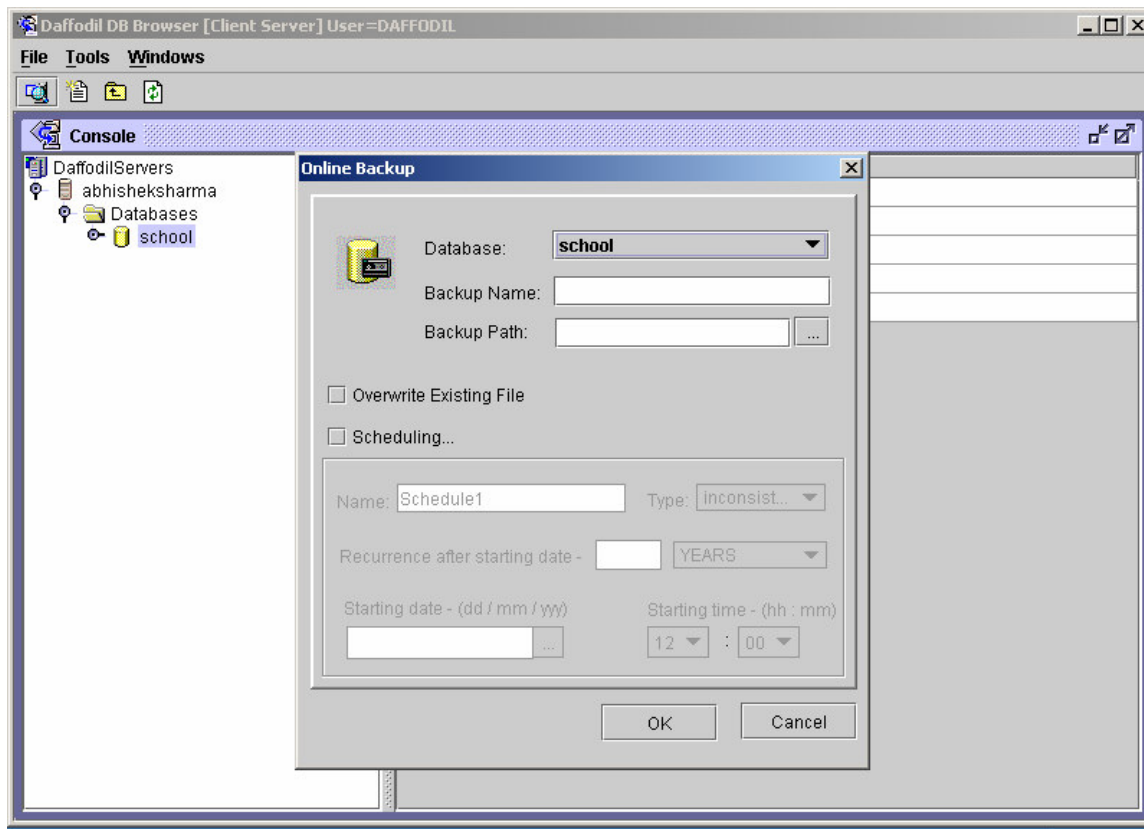 Daffodil DB Browser [Client Server] User=DAFFODIL
File Tools Windows
Console
DaffodilServers
abhisheksharma
Databases
school
Online Backup
Database: school
Backup Name:
Backup Path: ...
Overwrite Existing File
Scheduling...
Name: Schedule1 Type: inconsist...
Recurrence after starting date - YEARS
Starting date - (dd / mm / yyy) Starting time - (hh : mm)
... 12 : 00
OK Cancel